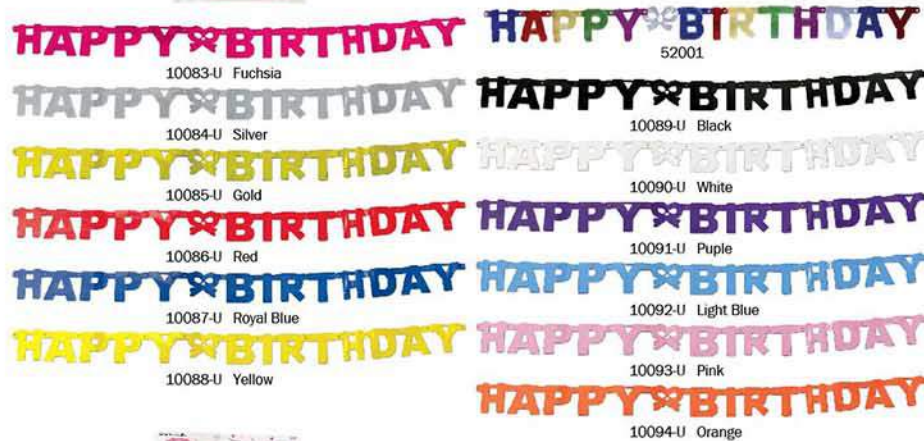 HAPPY BIRTHDAY
10083-U Fuchsia
HAPPY BIRTHDAY
10084-U Silver
HAPPY BIRTHDAY
10085-U Gold
HAPPY BIRTHDAY
10086-U Red
HAPPY BIRTHDAY
10087-U Royal Blue
HAPPY BIRTHDAY
10088-U Yellow
HAPPY BIRTHDAY
52001
HAPPY BIRTHDAY
10089-U Black
HAPPY BIRTHDAY
10090-U White
HAPPY BIRTHDAY
10091-U Puple
HAPPY BIRTHDAY
10092-U Light Blue
HAPPY BIRTHDAY
10093-U Pink
HAPPY BIRTHDAY
10094-U Orange